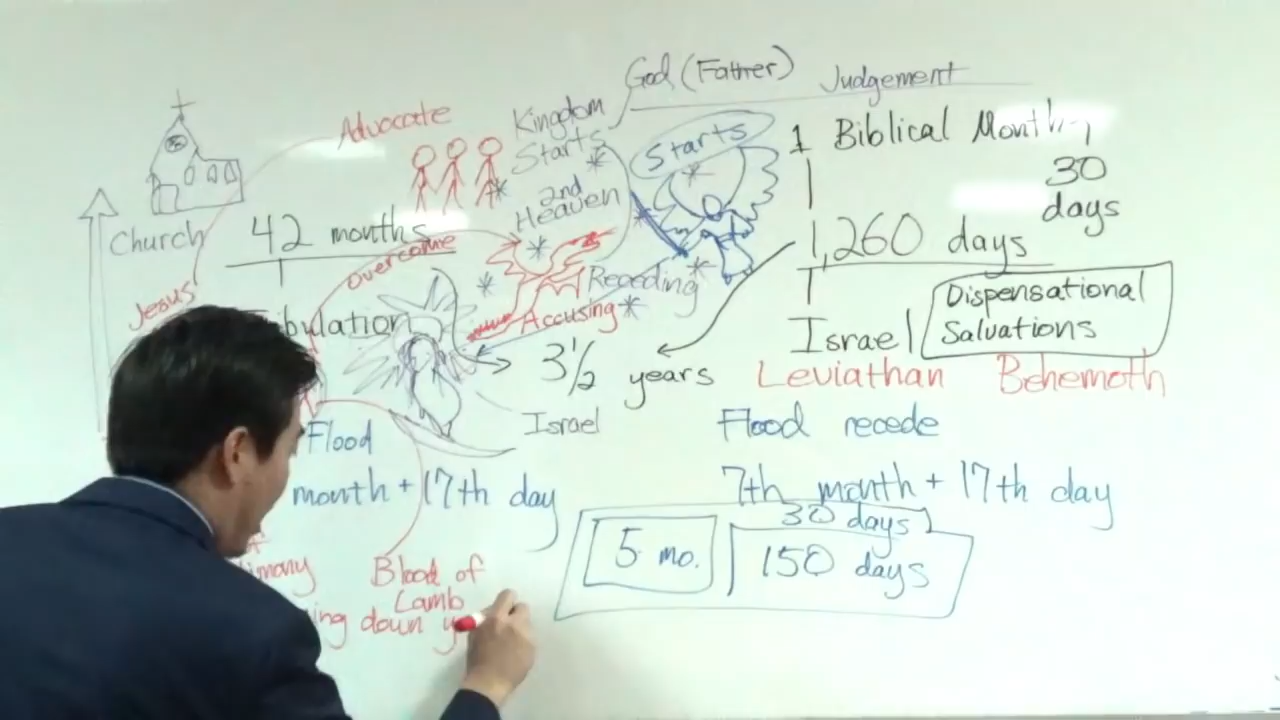 God (Father)
Judgement
Advocate
Kingdom
Starts
Starts
1 Biblical Month
30
days
2nd
Heaven
Church
42 months
overcome
1,260 days
Jesus
Receding
Accusing
Dispensational
Salvations
Israel
3 1/2 years
Leviathan Behemoth
Israel
Flood
Flood recede
month + 17th day
7th month + 17th day
30 days
5 mo.
150 days
Blood of
Lamb
down